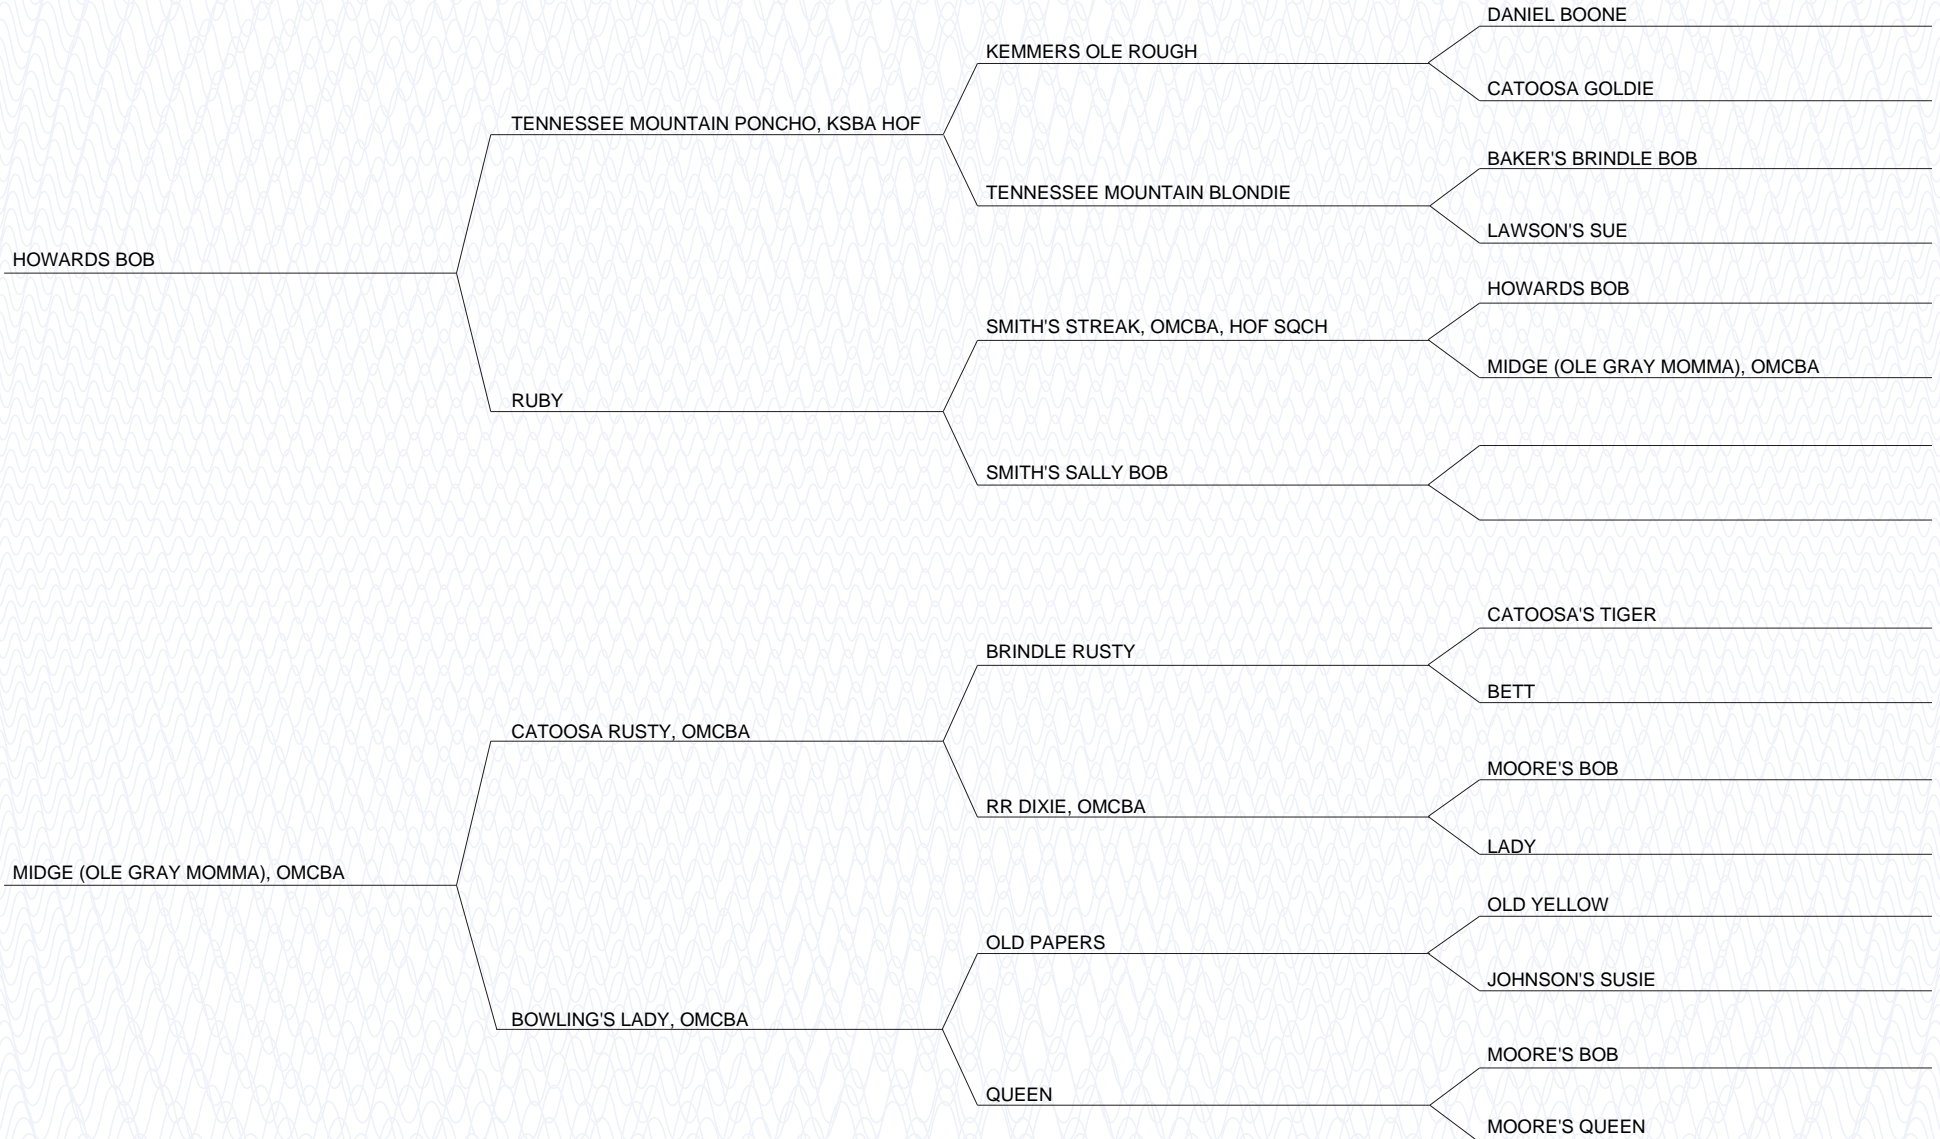 DANIEL BOONE
KEMMERS OLE ROUGH
CATOOSA GOLDIE
TENNESSEE MOUNTAIN PONCHO, KSBA HOF
BAKER'S BRINDLE BOB
TENNESSEE MOUNTAIN BLONDIE
LAWSON'S SUE
HOWARDS BOB
HOWARDS BOB
SMITH'S STREAK, OMCBA, HOF SQCH
MIDGE (OLE GRAY MOMMA), OMCBA
RUBY
SMITH'S SALLY BOB
CATOOSA'S TIGER
BRINDLE RUSTY
BETT
CATOOSA RUSTY, OMCBA
MOORE'S BOB
RR DIXIE, OMCBA
LADY
MIDGE (OLE GRAY MOMMA), OMCBA
OLD YELLOW
OLD PAPERS
JOHNSON'S SUSIE
BOWLING'S LADY, OMCBA
MOORE'S BOB
QUEEN
MOORE'S QUEEN